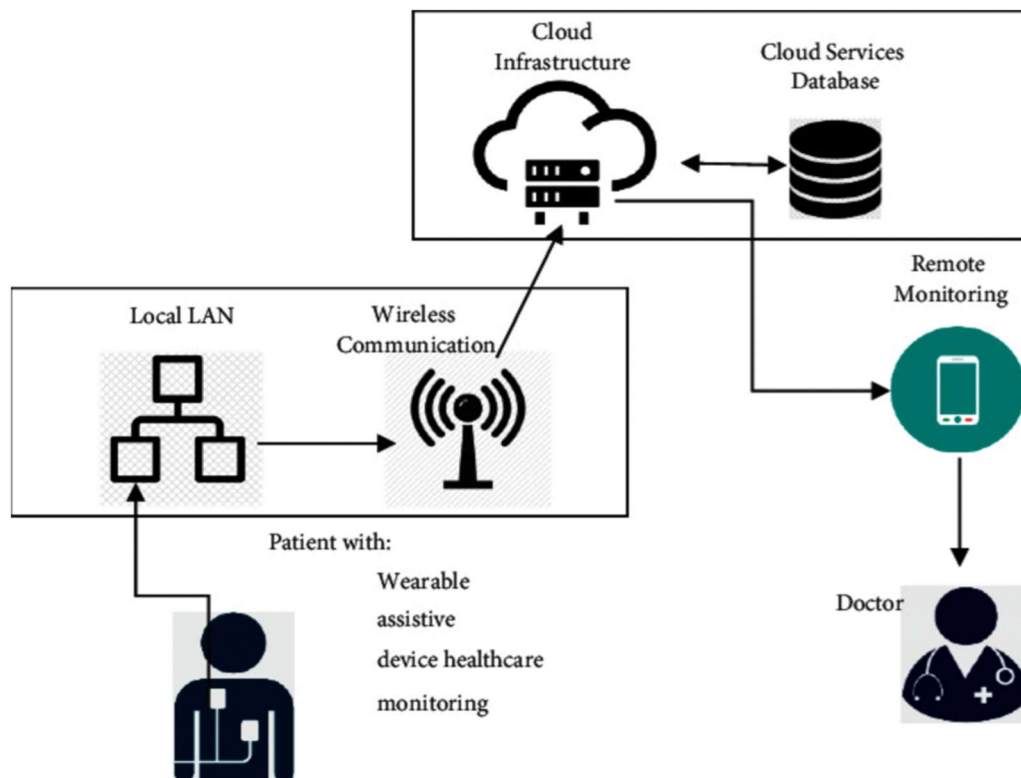 Cloud
Infrastructure
Cloud Services
Database
Remote
Monitoring
Local LAN
Wireless
Communication
Patient with:
Wearable
assistive
device healthcare
monitoring
Doctor